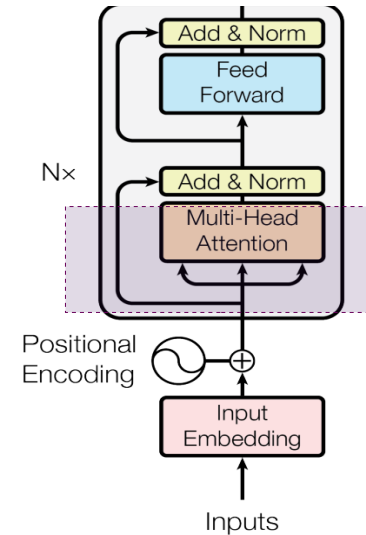 Add & Norm
Feed
Forward
N×
Add & Norm
Multi-Head
Attention
Positional
Encoding
Input
Embedding
Inputs